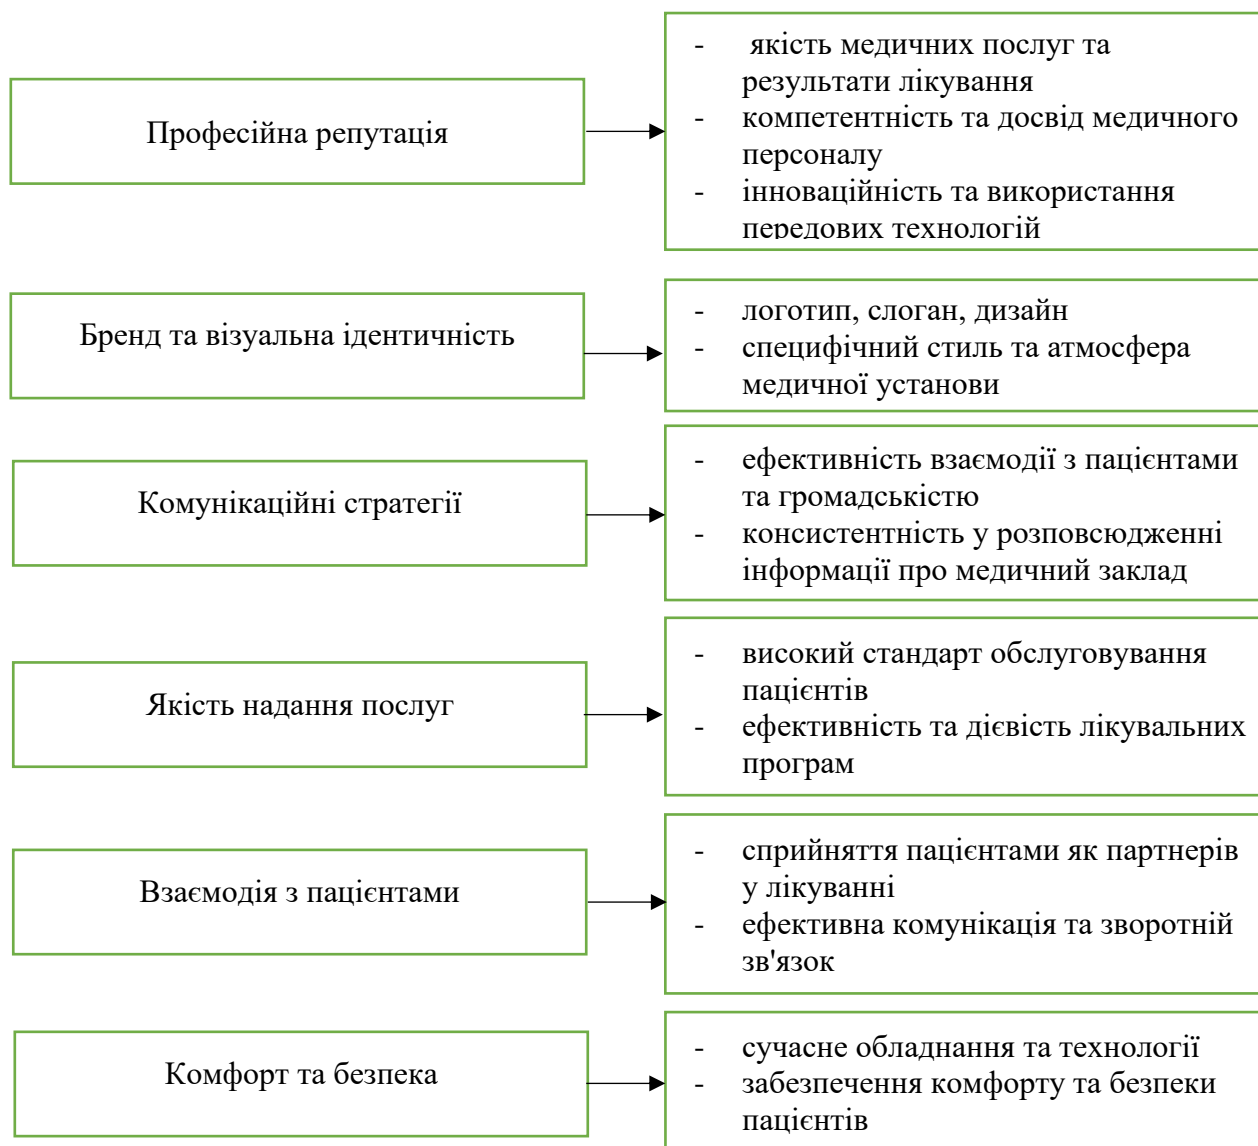 Професійна репутація
- якість медичних послуг та
результати лікування
- компетентність та досвід медичного
персоналу
- інноваційність та використання
передових технологій
Бренд та візуальна ідентичність
- логотип, слоган, дизайн
- специфічний стиль та атмосфера
медичної установи
Комунікаційні стратегії
- ефективність взаємодії з пацієнтами
та громадськістю
- консистентність у розповсюдженні
інформації про медичний заклад
Якість надання послуг
- високий стандарт обслуговування
пацієнтів
- ефективність та дієвість лікувальних
програм
Взаємодія з пацієнтами
- сприйняття пацієнтами як партнерів
у лікуванні
- ефективна комунікація та зворотній
зв'язок
Комфорт та безпека
- сучасне обладнання та технології
- забезпечення комфорту та безпеки
пацієнтів